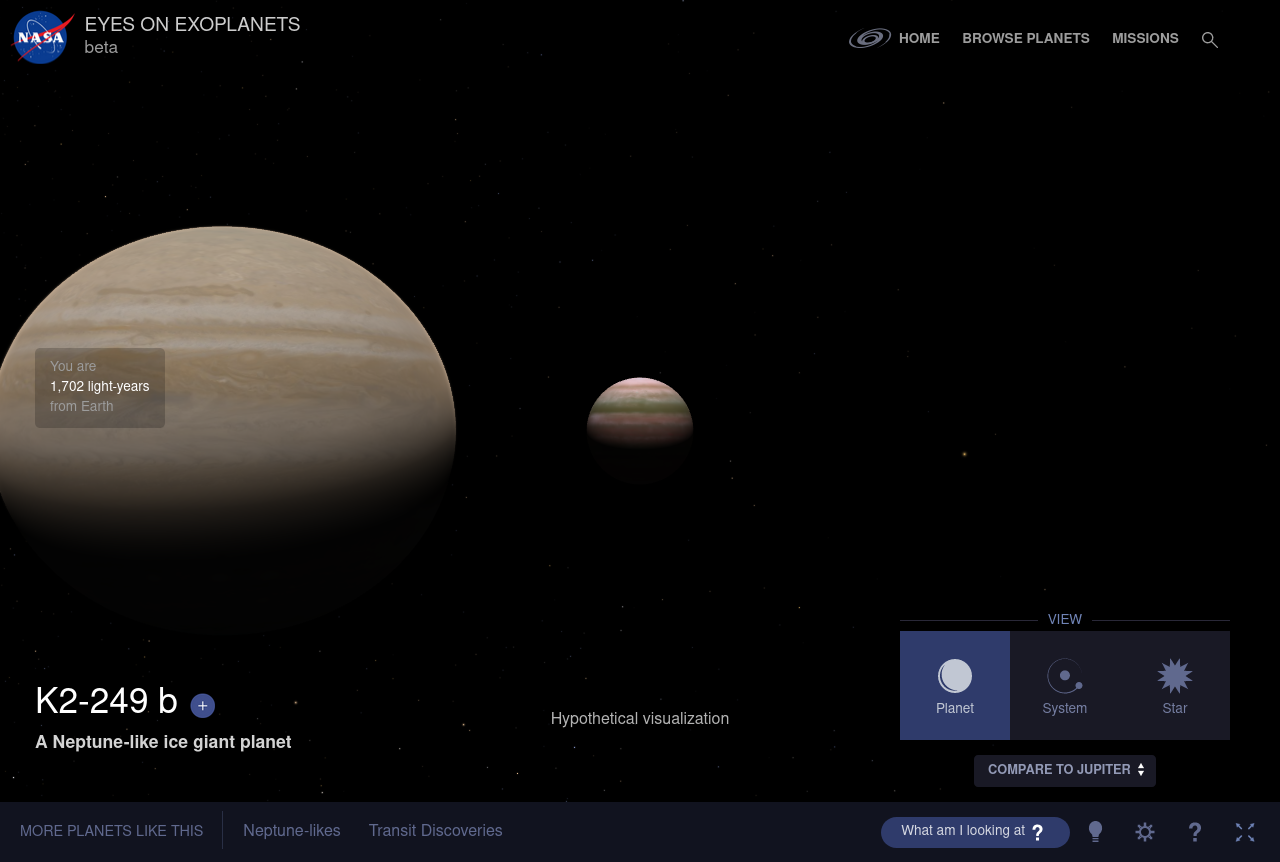 NASA
EYES ON EXOPLANETS
beta
HOME
BROWSE PLANETS
MISSIONS
You are
1,702 light-years
from Earth
VIEW
Planet
System
Star
COMPARE TO JUPITER
K2-249 b +
A Neptune-like ice giant planet
Hypothetical visualization
MORE PLANETS LIKE THIS
Neptune-likes
Transit Discoveries
What am I looking at ?
?